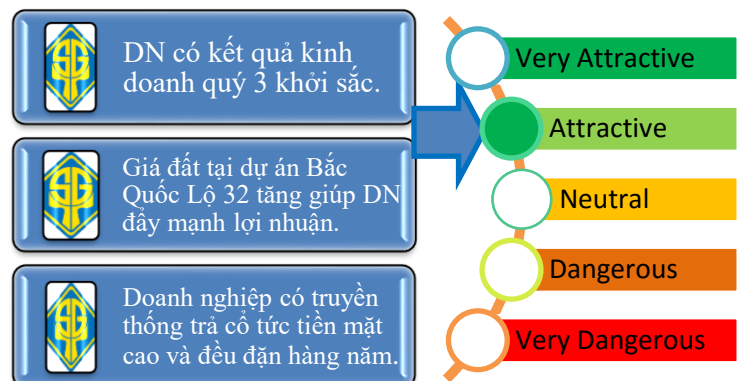 DN có kết quả kinh
doanh quý 3 khởi sắc.
Giá đất tại dự án Bắc
Quốc Lộ 32 tăng giúp DN
đẩy mạnh lợi nhuận.
Doanh nghiệp có truyền
thống trả cổ tức tiền mặt
cao và đều đặn hàng năm.
Very Attractive
Attractive
Neutral
Dangerous
Very Dangerous